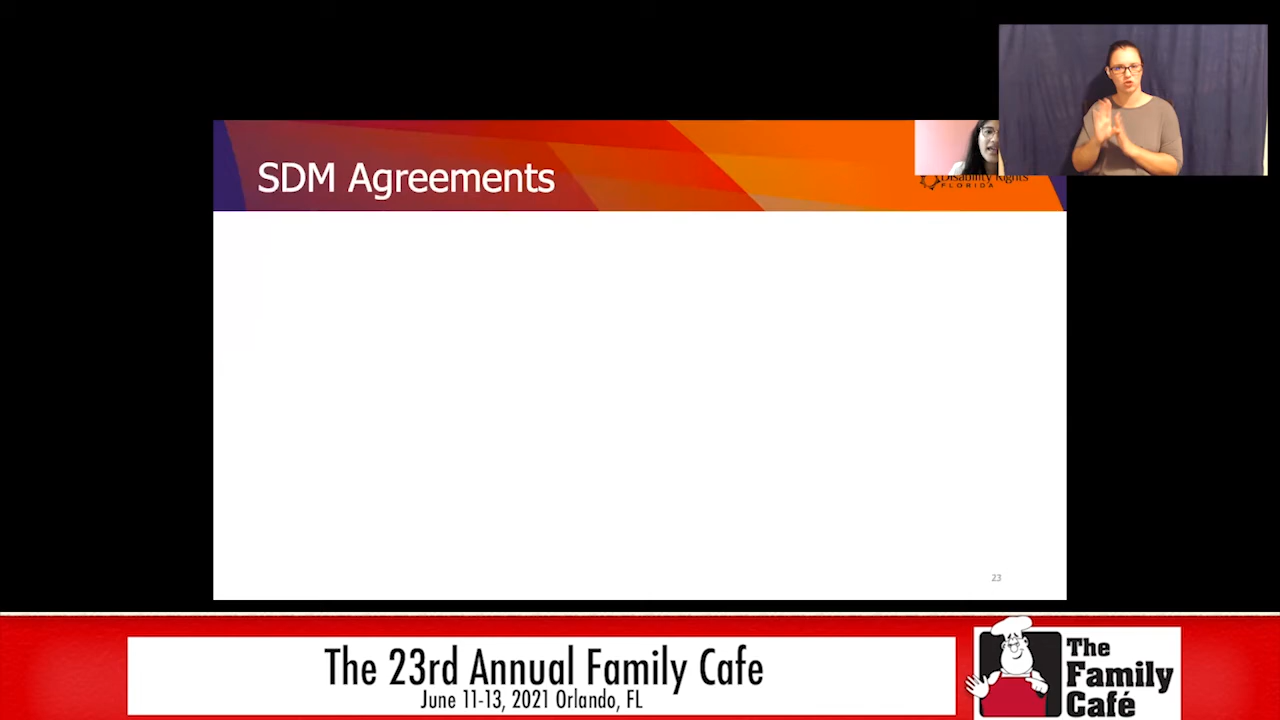 SDM Agreements
Disability Rights
FLORIDA
23
The 23rd Annual Family Cafe
June 11-13, 2021 Orlando, FL
The
Family
Café